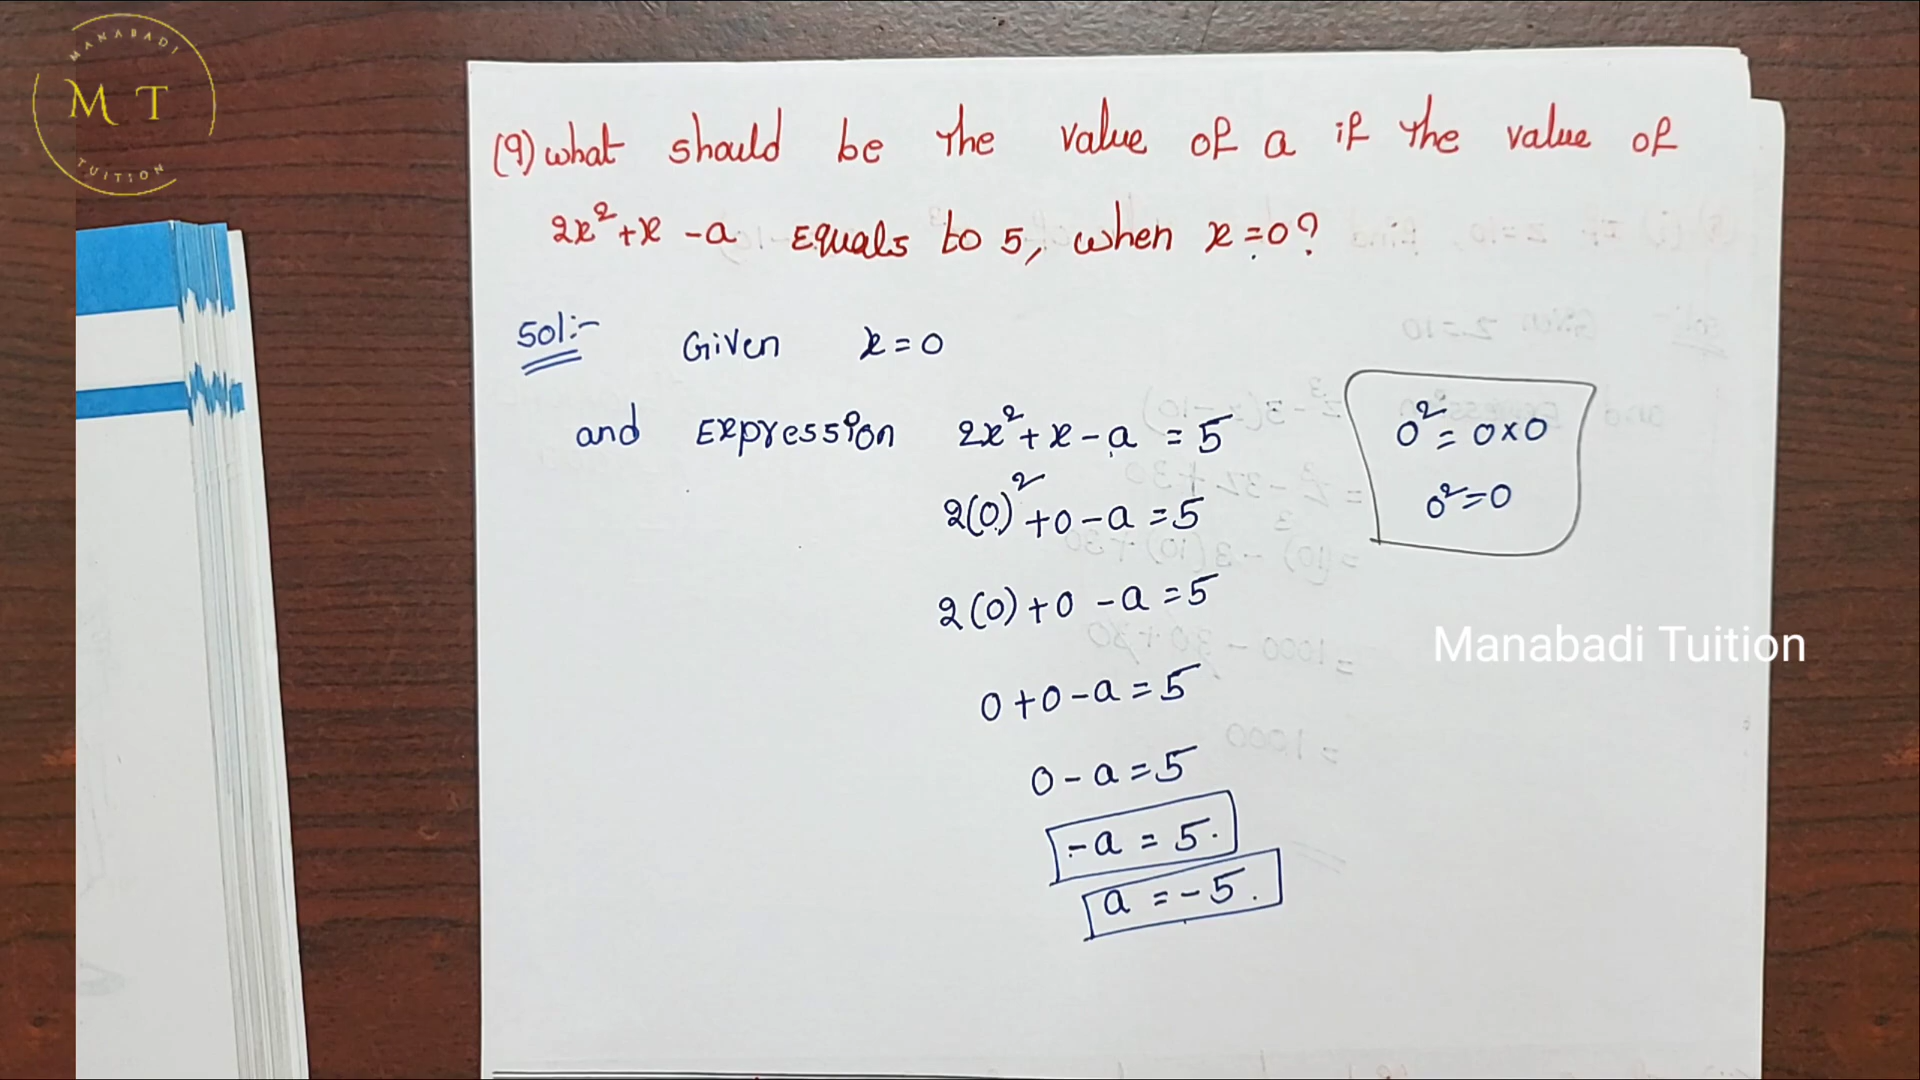 MANABADI
M T
TUITION
(9) what should be the value of a if the value of
2x²+x -a Equals to 5, when x=0?
Sol:- Given x=0
and Expression 2x²+x-a =5
0²=0x0
0²=0
2(0)²+0-a=5
2(0)+0 -a=5
Manabadi Tuition
0+0-a=5
0-a=5
-a = 5.
a =-5.